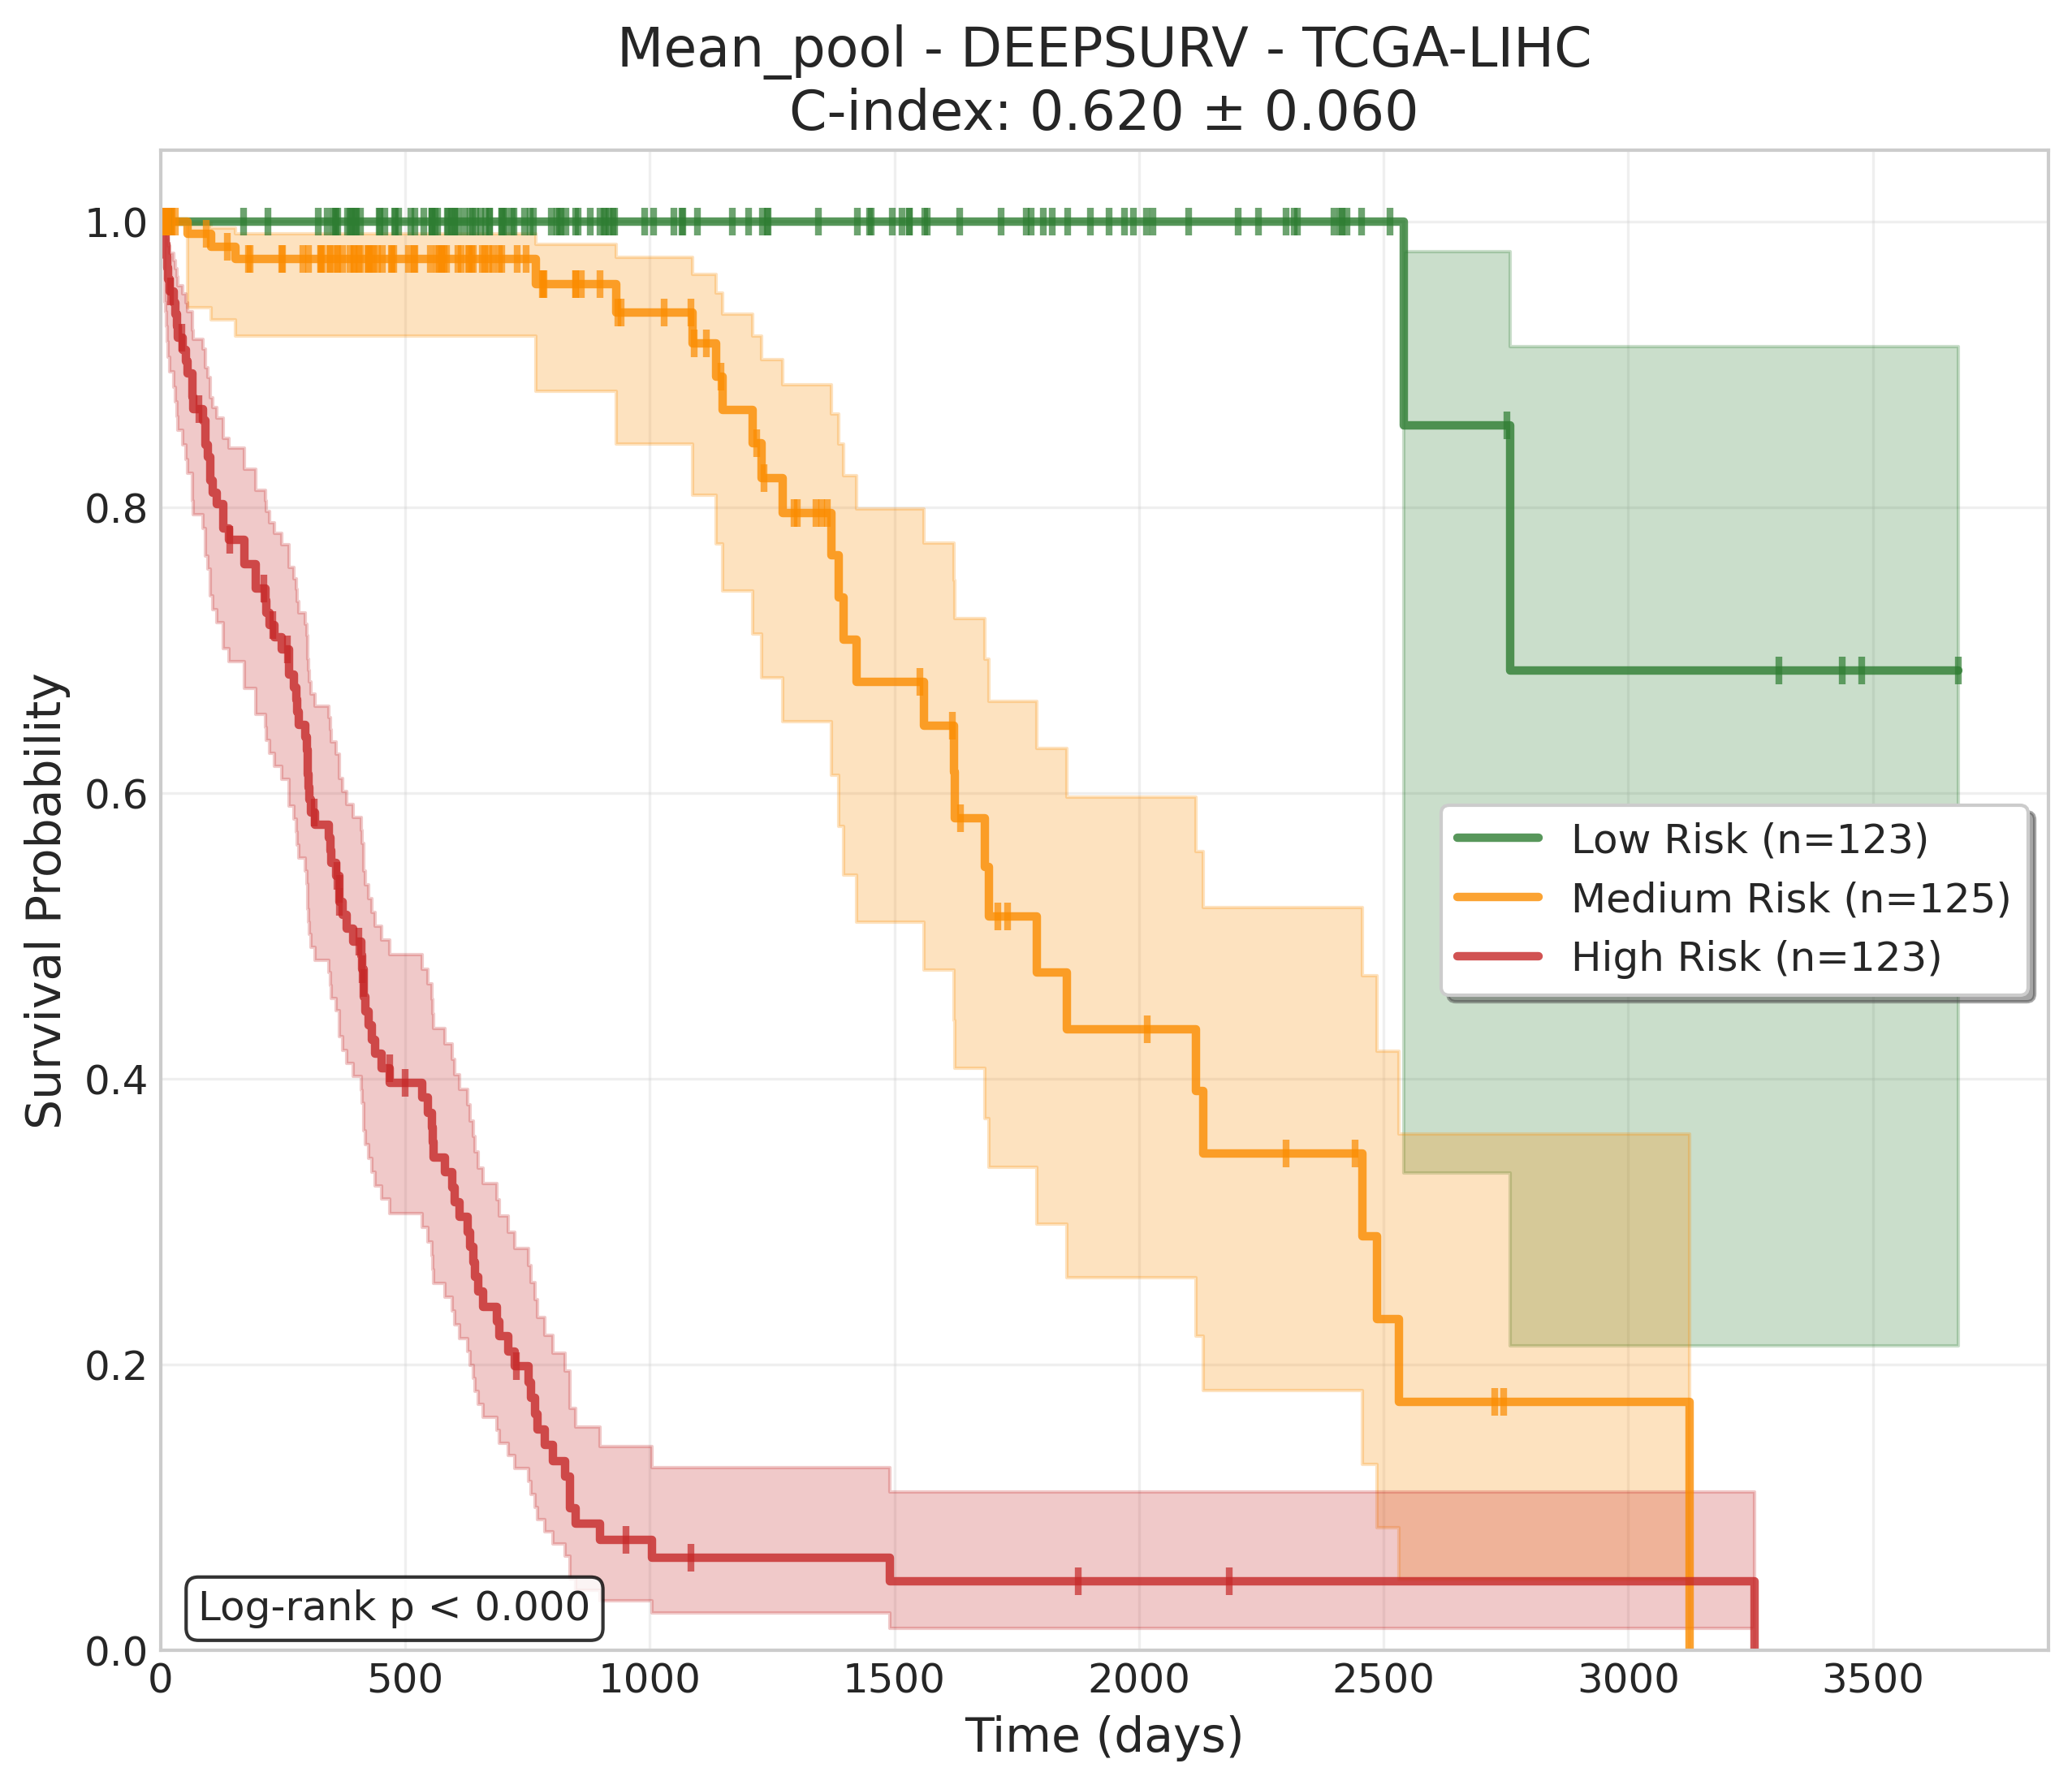 Mean_pool - DEEPSURV - TCGA-LIHC
C-index: 0.620 ± 0.060
Survival Probability
1.0
0.8
0.6
0.4
0.2
0.0
Low Risk (n=123)
Medium Risk (n=125)
High Risk (n=123)
Log-rank p < 0.000
0 500 1000 1500 2000 2500 3000 3500
Time (days)